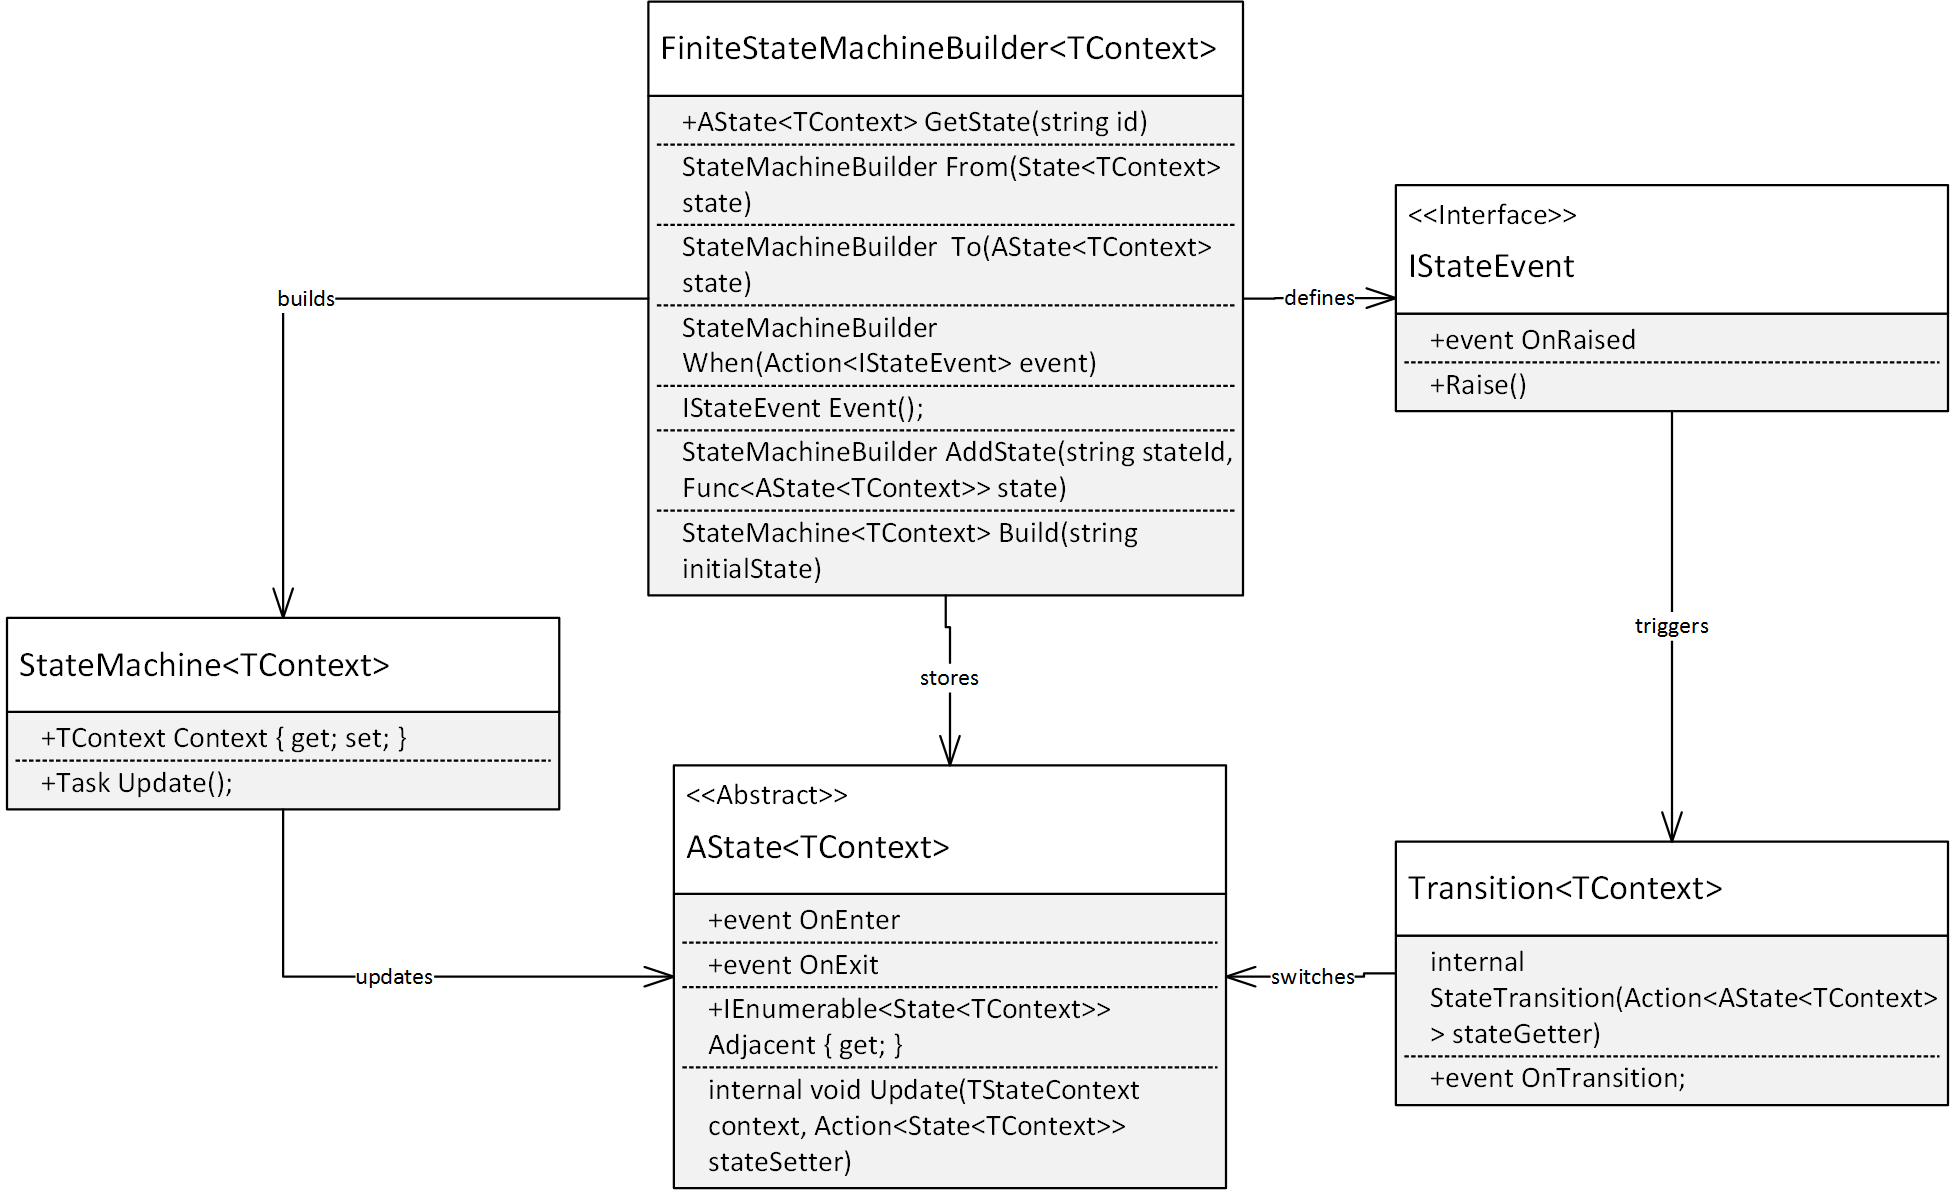 FiniteStateMachineBuilder<TContext>
+AState<TContext> GetState(string id)
StateMachineBuilder From(State<TContext>
state)
StateMachineBuilder  To(AState<TContext>
state)
StateMachineBuilder
When(Action<IStateEvent> event)
IStateEvent Event();
StateMachineBuilder AddState(string stateId,
Func<AState<TContext>> state)
StateMachine<TContext> Build(string
initialState)
builds
defines
<<Interface>>
IStateEvent
+event OnRaised
+Raise()
triggers
stores
StateMachine<TContext>
+TContext Context { get; set; }
+Task Update();
updates
<<Abstract>>
AState<TContext>
+event OnEnter
+event OnExit
+IEnumerable<State<TContext>>
Adjacent { get; }
internal void Update(TStateContext
context, Action<State<TContext>>
stateSetter)
switches
Transition<TContext>
internal
StateTransition(Action<AState<TContext>
> stateGetter)
+event OnTransition;